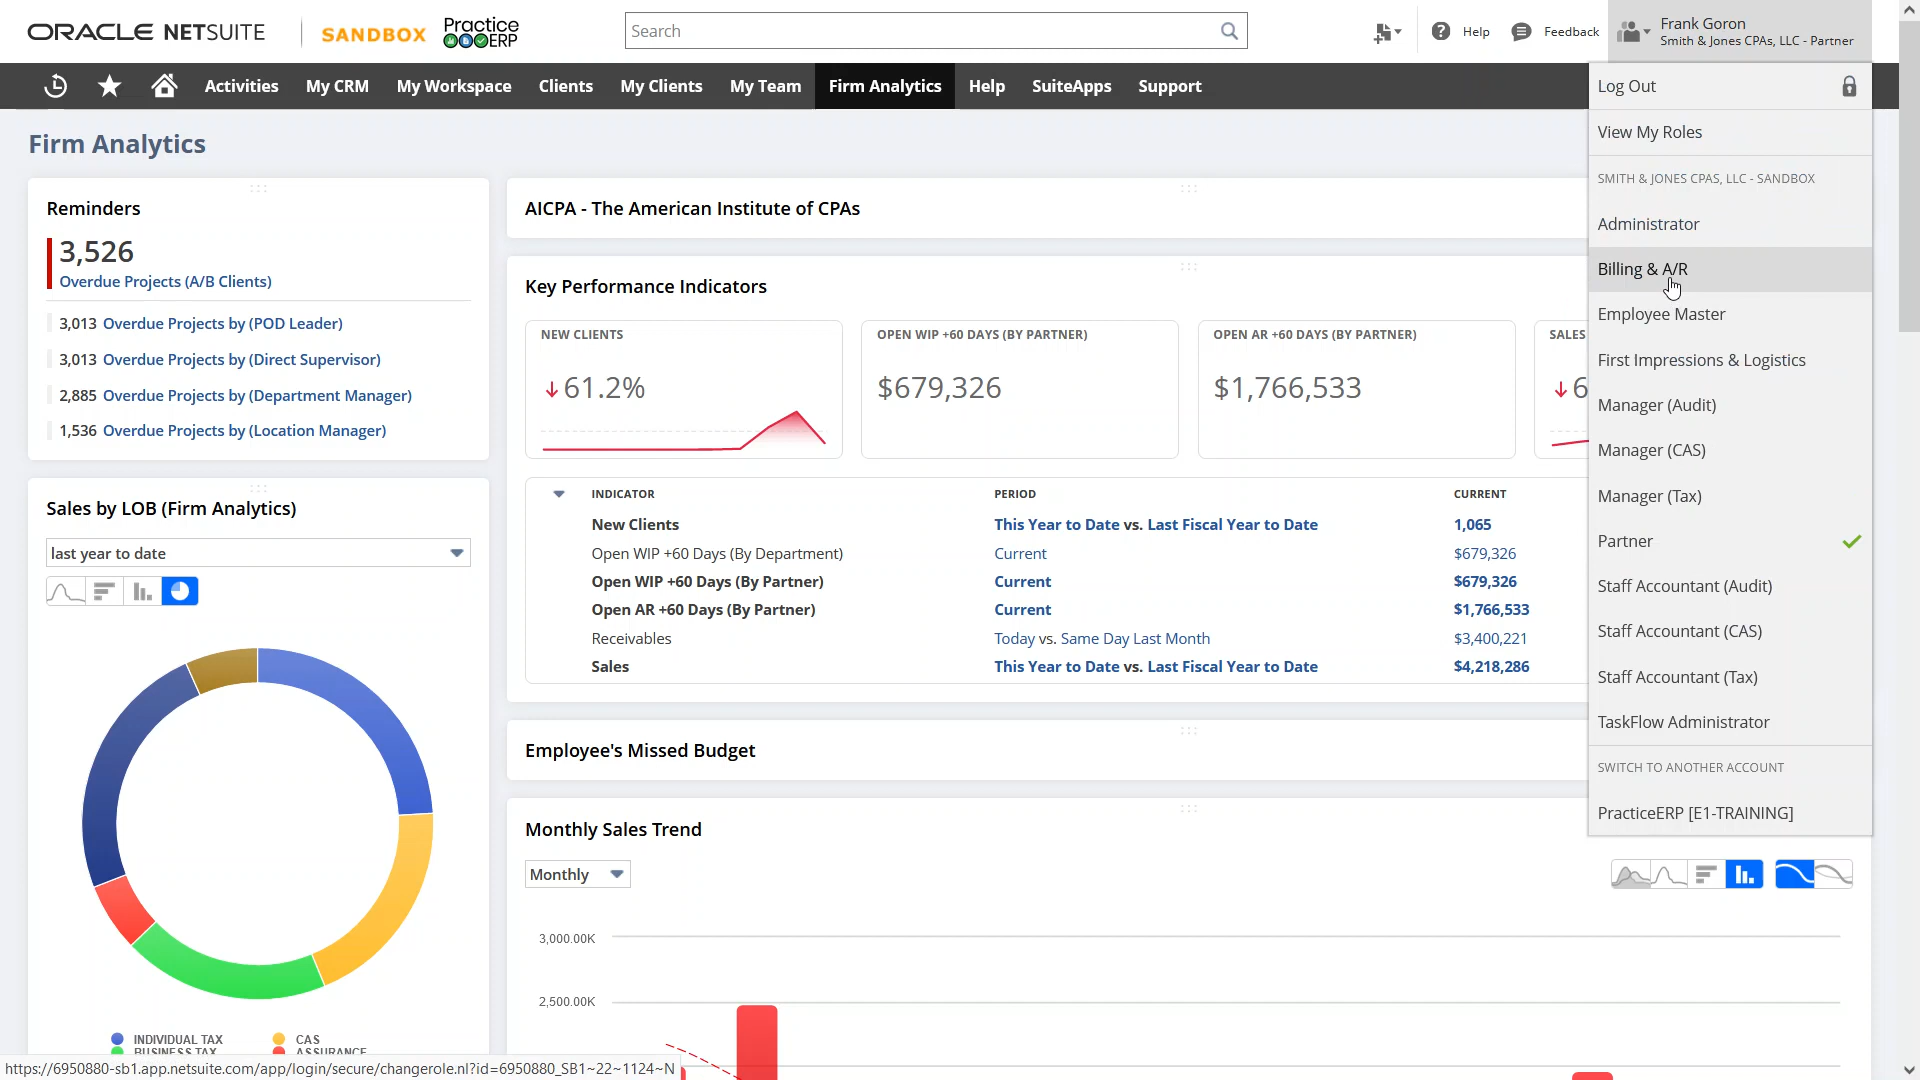 ORACLE NETSUITE
SANDBOX
Practice
ERP
Search
Help
Feedback
Frank Goron
Smith & Jones CPAs, LLC - Partner
Activities
My CRM
My Workspace
Clients
My Clients
My Team
Firm Analytics
Help
SuiteApps
Support
Log Out
View My Roles
SMITH & JONES CPAS, LLC - SANDBOX
Administrator
Billing & A/R
Employee Master
First Impressions & Logistics
Manager (Audit)
Manager (CAS)
Manager (Tax)
Partner
Staff Accountant (Audit)
Staff Accountant (CAS)
Staff Accountant (Tax)
TaskFlow Administrator
SWITCH TO ANOTHER ACCOUNT
PracticeERP [E1-TRAINING]
Firm Analytics
Reminders
3,526
Overdue Projects (A/B Clients)
3,013 Overdue Projects by (POD Leader)
3,013 Overdue Projects by (Direct Supervisor)
2,885 Overdue Projects by (Department Manager)
1,536 Overdue Projects by (Location Manager)
Sales by LOB (Firm Analytics)
last year to date
INDIVIDUAL TAX
CAS
BUSINESS TAX
ASSURANCE
AICPA - The American Institute of CPAs
Key Performance Indicators
NEW CLIENTS
61.2%
OPEN WIP +60 DAYS (BY PARTNER)
$679,326
OPEN AR +60 DAYS (BY PARTNER)
$1,766,533
SALES
6
INDICATOR PERIOD CURRENT
New Clients This Year to Date vs. Last Fiscal Year to Date 1,065
Open WIP +60 Days (By Department) Current $679,326
Open WIP +60 Days (By Partner) Current $679,326
Open AR +60 Days (By Partner) Current $1,766,533
Receivables Today vs. Same Day Last Month $3,400,221
Sales This Year to Date vs. Last Fiscal Year to Date $4,218,286
Employee's Missed Budget
Monthly Sales Trend
Monthly
3,000.00K
2,500.00K
https://6950880-sb1.app.netsuite.com/app/login/secure/changerole.nl?id=6950880_SB1~22~1124~N